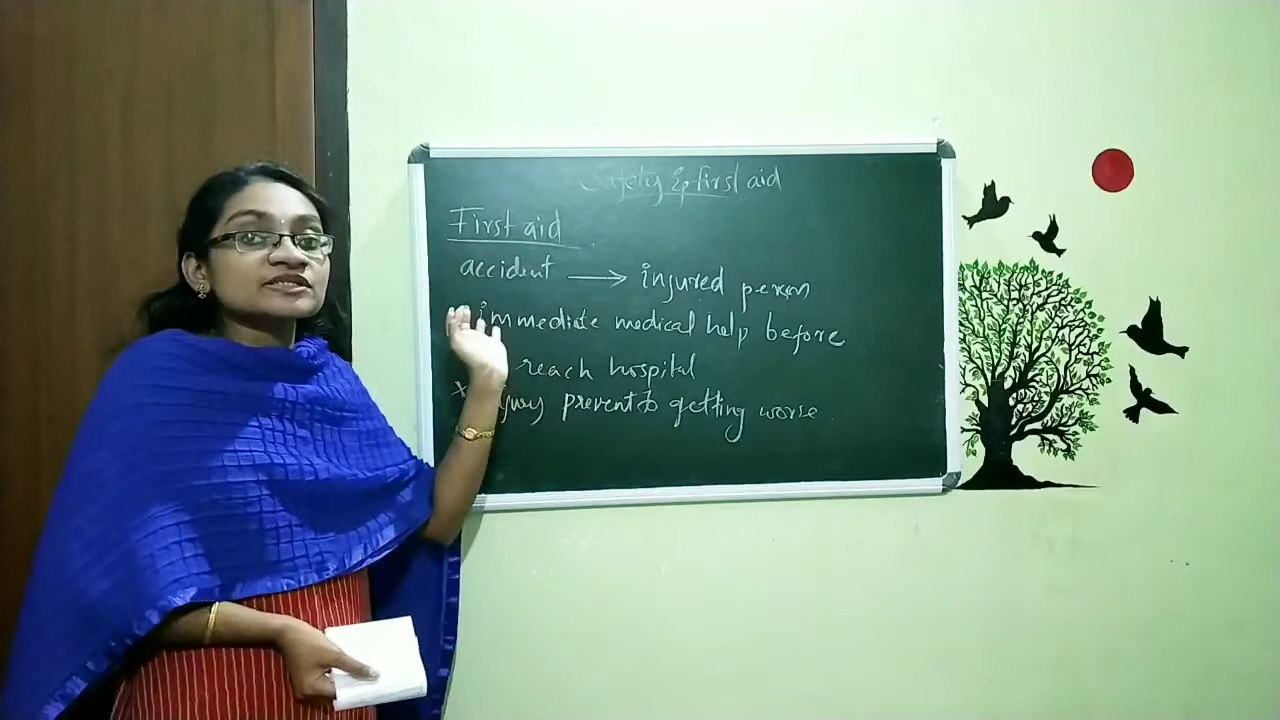 Safety & first aid
First aid
accident → injured person
immediate medical help before
reach hospital
prevent to getting worse